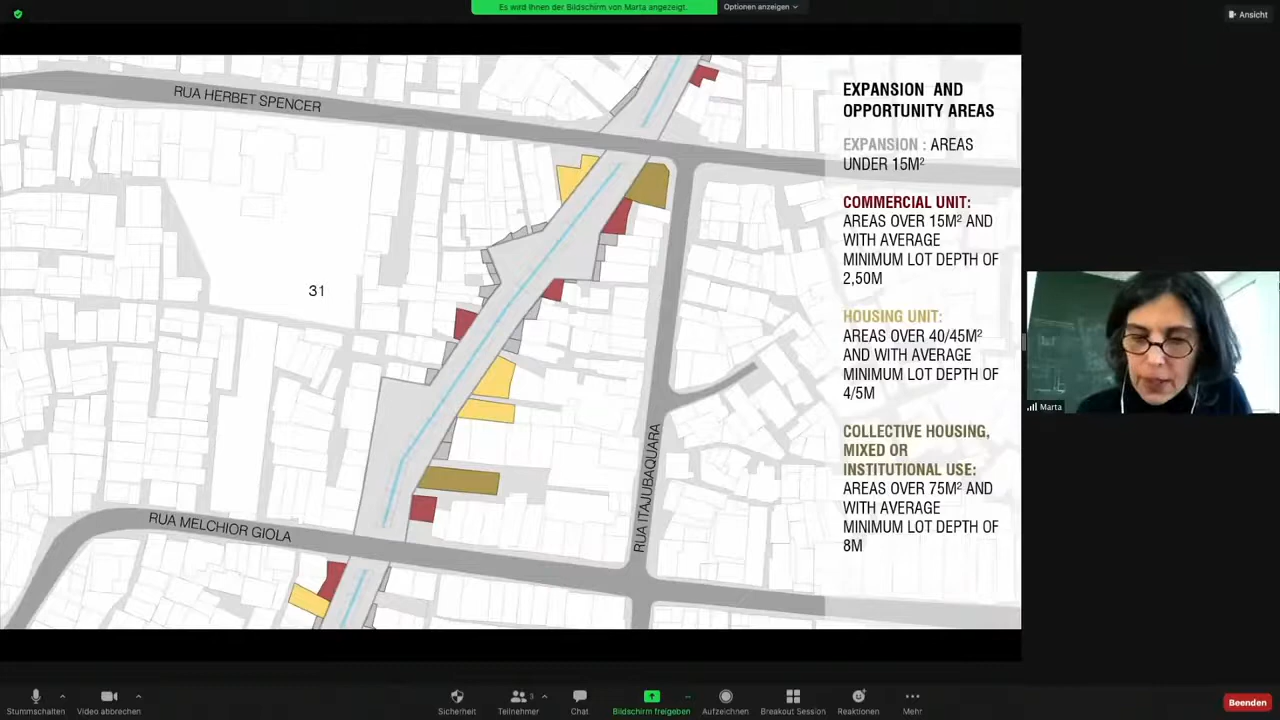 Es wird Ihnen der Bildschirm von Marta angezeigt.
Optionen anzeigen
Ansicht
RUA HERBET SPENCER
31
RUA ITAJUBAQUARA
RUA MELCHIOR GIOLA
EXPANSION AND
OPPORTUNITY AREAS
EXPANSION : AREAS
UNDER 15M²
COMMERCIAL UNIT:
AREAS OVER 15M² AND
WITH AVERAGE
MINIMUM LOT DEPTH OF
2,50M
HOUSING UNIT:
AREAS OVER 40/45M²
AND WITH AVERAGE
MINIMUM LOT DEPTH OF
4/5M
COLLECTIVE HOUSING,
MIXED OR
INSTITUTIONAL USE:
AREAS OVER 75M² AND
WITH AVERAGE
MINIMUM LOT DEPTH OF
8M
Marta
Stummschalten
Video abbrechen
Sicherheit
3
Teilnehmer
Chat
Bildschirm freigeben
Aufzeichnen
Breakout Session
Reaktionen
Mehr
Beenden